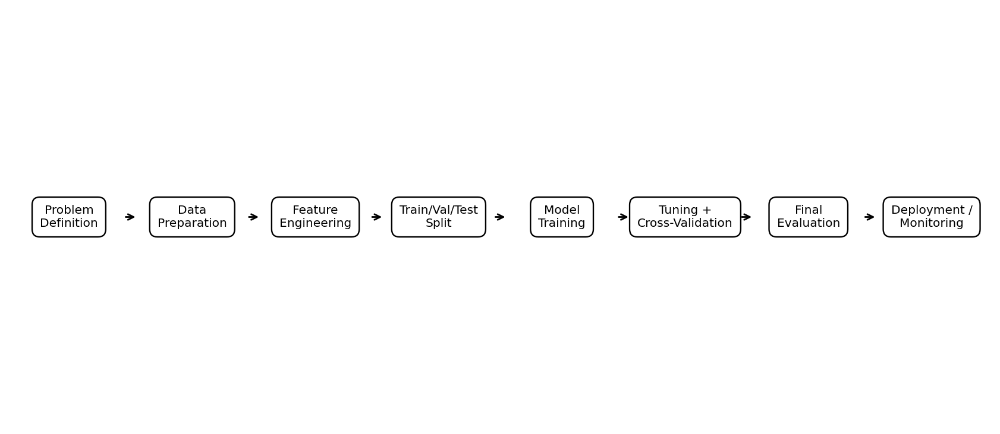 Problem
Definition
Data
Preparation
Feature
Engineering
Train/Val/Test
Split
Model
Training
Tuning +
Cross-Validation
Final
Evaluation
Deployment /
Monitoring